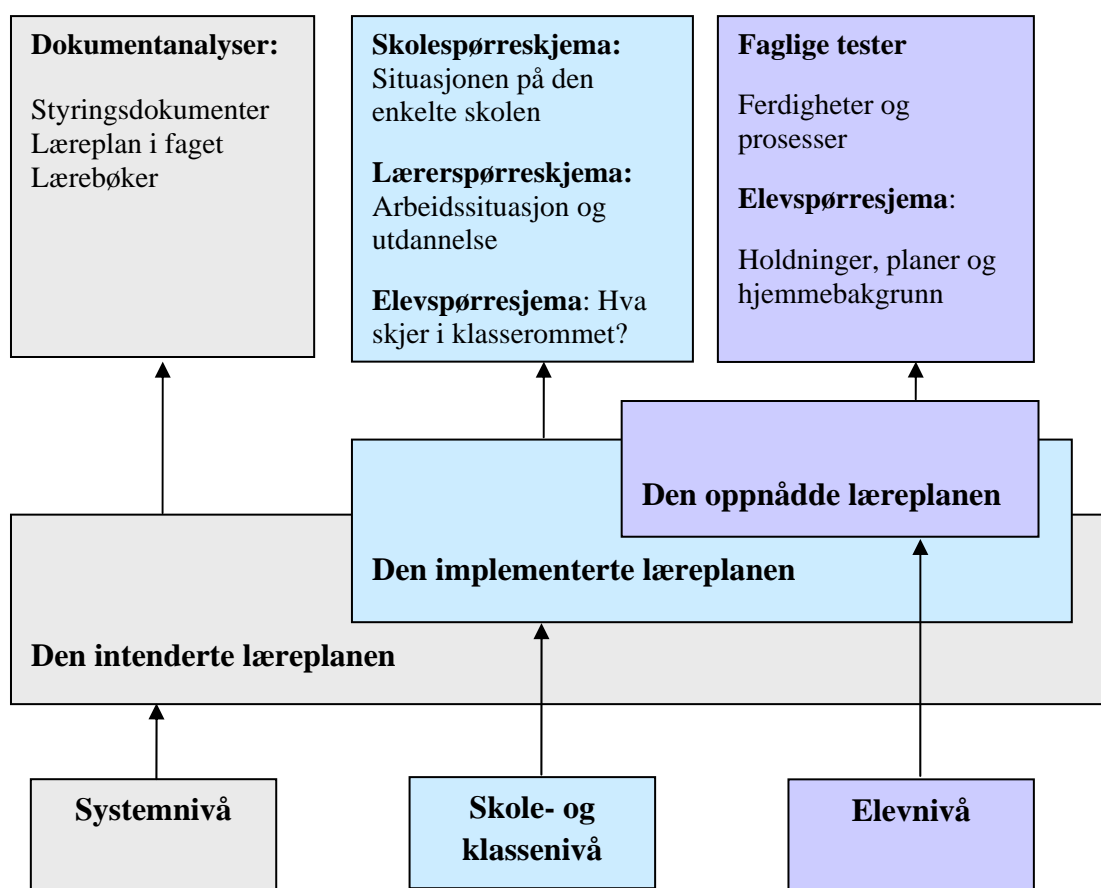 Dokumentanalyser:
Styringsdokumenter
Læreplan i faget
Lærebøker
Skolespørreskjema:
Situasjonen på den
enkelte skolen
Lærerspørreskjema:
Arbeidssituasjon og
utdannelse
Elevspørresjema: Hva
skjer i klasserommet?
Faglige tester
Ferdigheter og
prosesser
Elevspørresjema:
Holdninger, planer og
hjemmebakgrunn
Den oppnådde læreplanen
Den implementerte læreplanen
Den intenderte læreplanen
Systemnivå
Skole- og
klassenivå
Elevnivå